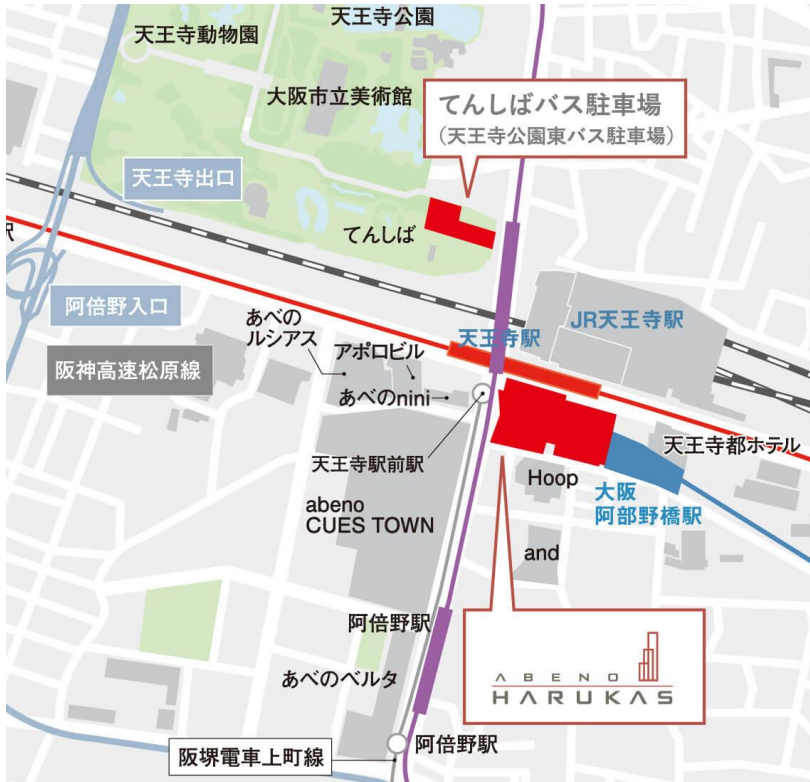 天王寺公園
天王寺動物園
大阪市立美術館
てんしばバス駐車場
（天王寺公園東バス駐車場）
天王寺出口
てんしば
駅
阿倍野入口
あべの
ルシアス
天王寺駅
JR天王寺駅
アポロビル
阪神高速松原線
あべのnini
天王寺都ホテル
天王寺駅前駅
Hoop
大阪
阿部野橋駅
abeno
CUES TOWN
and
阿倍野駅
あべのベルタ
ABENO
HARUKAS
阪堺電車上町線
阿倍野駅